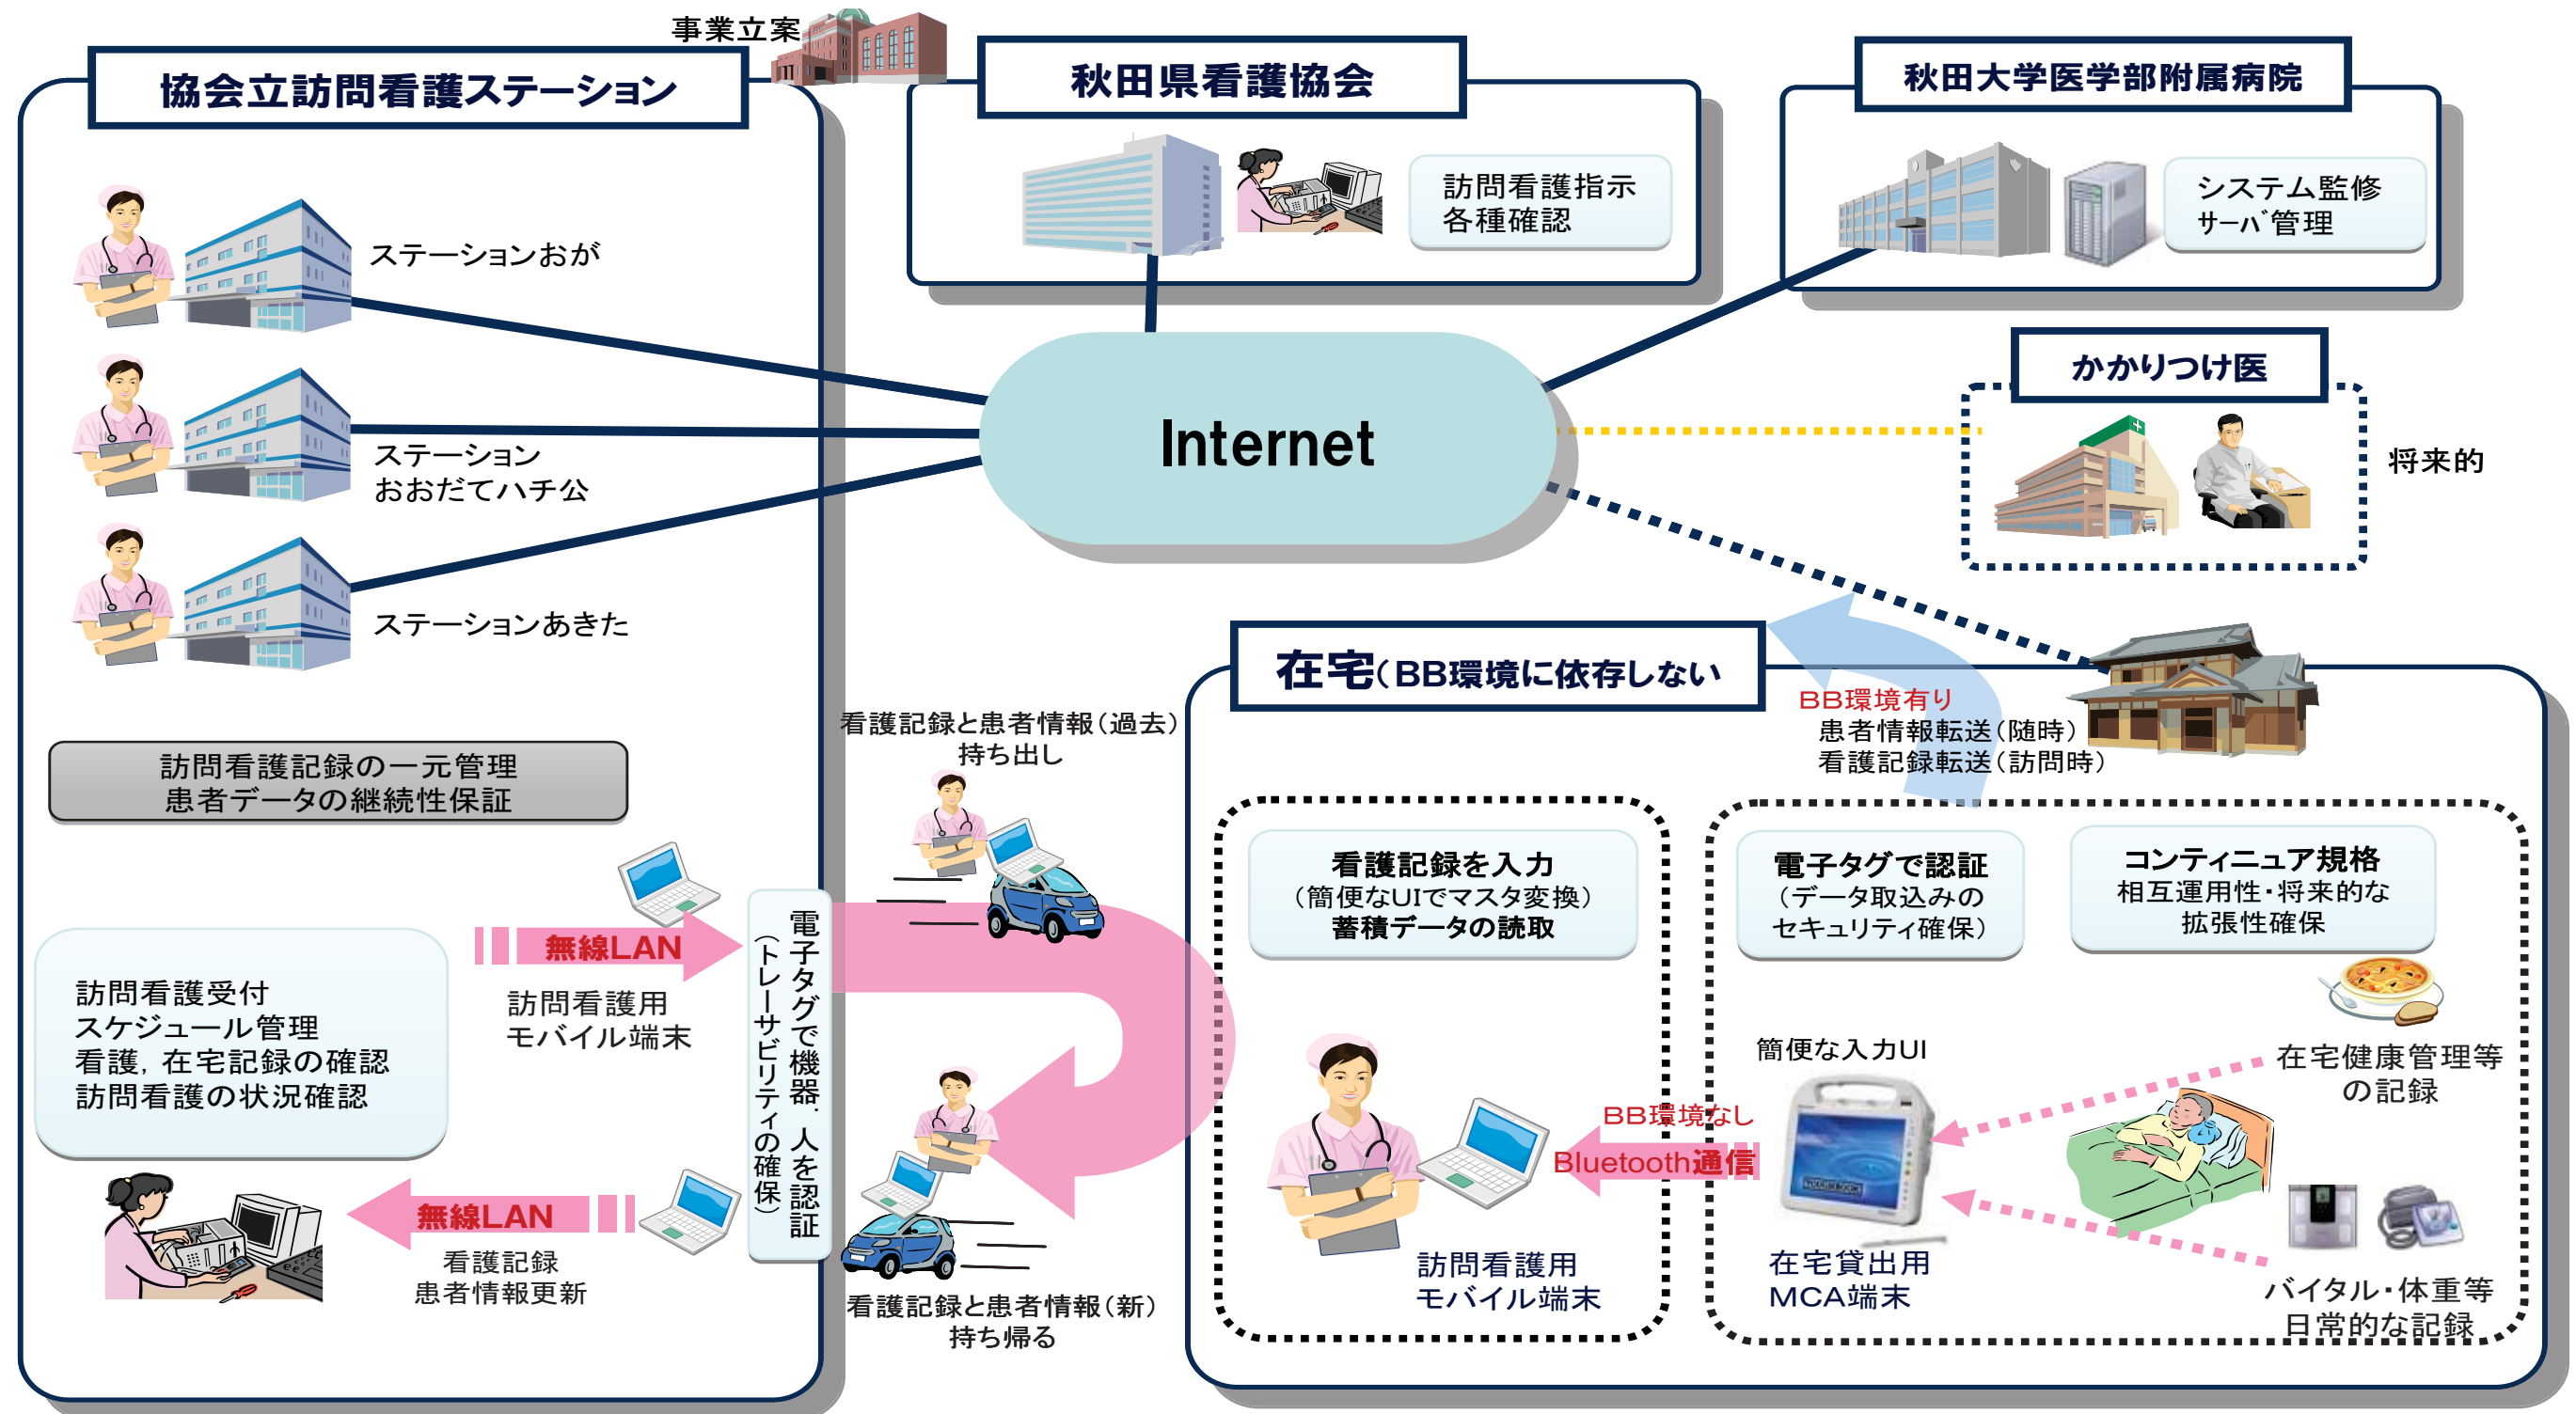 事業立案
協会立訪問看護ステーション
秋田県看護協会
秋田大学医学部附属病院
訪問看護指示
各種確認
システム監修
サーバ管理
ステーションおが
ステーション
おおだてハチ公
ステーションあきた
Internet
かかりつけ医
将来的
訪問看護記録の一元管理
患者データの継続性保証
無線LAN
訪問看護用
モバイル端末
訪問看護受付
スケジュール管理
看護,在宅記録の確認
訪問看護の状況確認
無線LAN
看護記録
患者情報更新
電子タグで機器.人を認証
(トレーサビリティの確保)
看護記録と患者情報(過去)
持ち出し
看護記録と患者情報(新)
持ち帰る
在宅(BB環境に依存しない
BB環境有り
患者情報転送(随時)
看護記録転送(訪問時)
看護記録を入力
(簡便なUIでマスタ変換)
蓄積データの読取
電子タグで認証
(データ取込みの
セキュリティ確保)
コンティニュア規格
相互運用性・将来的な
拡張性確保
訪問看護用
モバイル端末
BB環境なし
Bluetooth通信
簡便な入力UI
在宅貸出用
MCA端末
在宅健康管理等
の記録
バイタル・体重等
日常的な記録